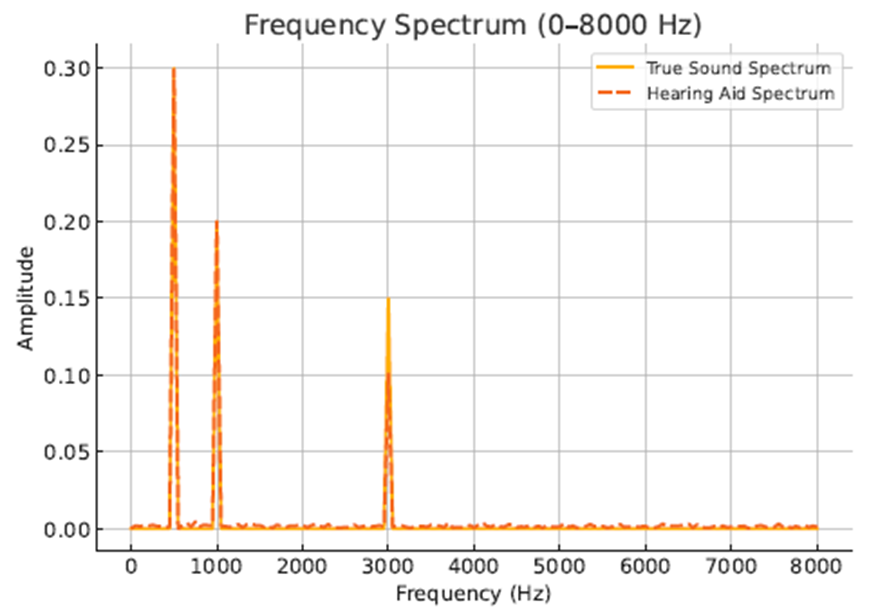 Frequency Spectrum (0–8000 Hz)
True Sound Spectrum
Hearing Aid Spectrum
0.30
0.25
0.20
0.15
0.10
0.05
0.00
Amplitude
0 1000 2000 3000 4000 5000 6000 7000 8000
Frequency (Hz)